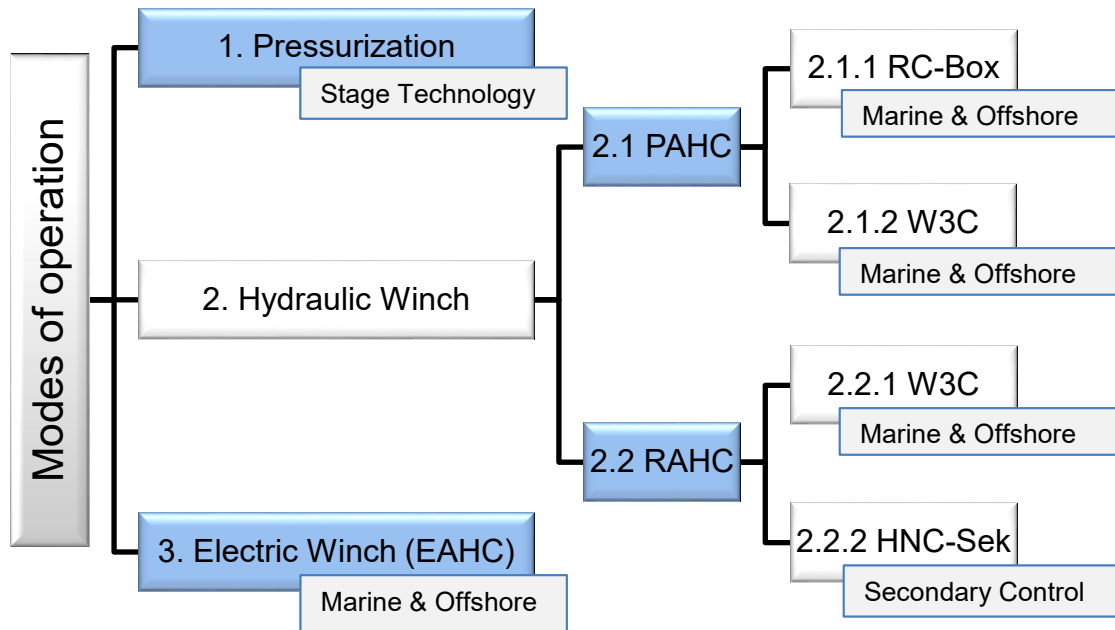 Modes of operation
1. Pressurization
Stage Technology
2. Hydraulic Winch
2.1 PAHC
2.1.1 RC-Box
Marine & Offshore
2.1.2 W3C
Marine & Offshore
2.2 RAHC
2.2.1 W3C
Marine & Offshore
2.2.2 HNC-Sek
Secondary Control
3. Electric Winch (EAHC)
Marine & Offshore